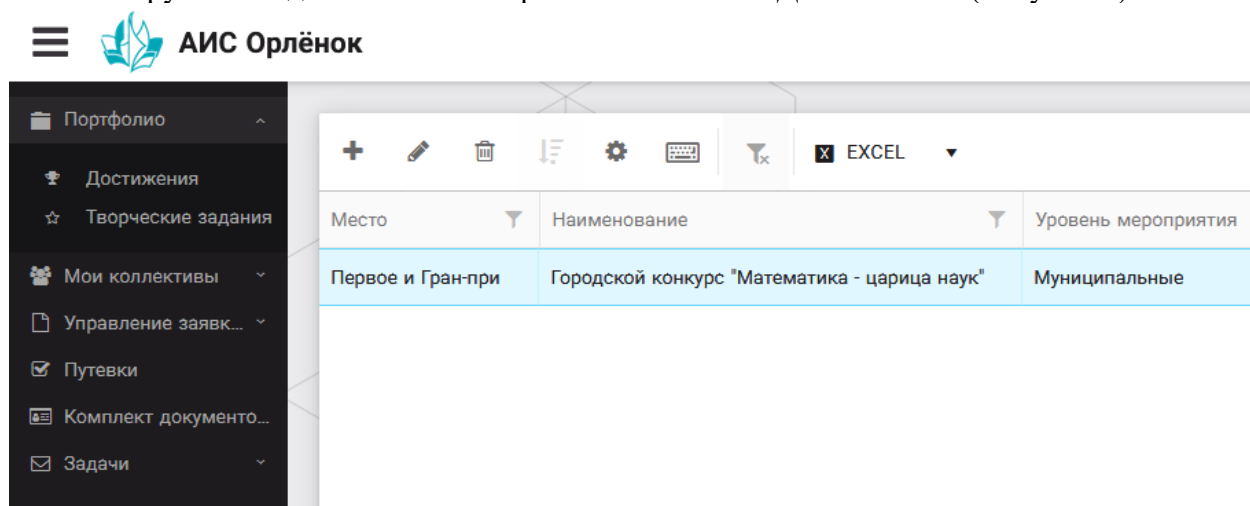 АИС Орлёнок
Портфолио
Достижения
Творческие задания
Мои коллективы
Управление заявк...
Путевки
Комплект документо...
Задачи
X EXCEL
Место
Наименование
Уровень мероприятия
Первое и Гран-при
Городской конкурс "Математика - царица наук"
Муниципальные